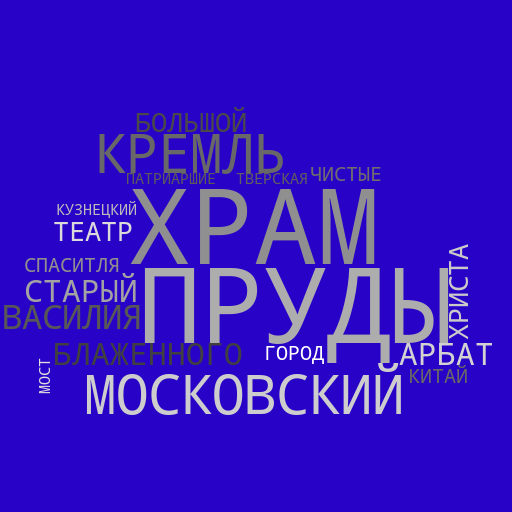 БОЛЬШОЙ
КРЕМЛЬ
ПАТРИАРШИЕ
ТВЕРСКАЯ
ЧИСТЫЕ
КУЗНЕЦКИЙ
ХРАМ
ТЕАТР
СПАСИТЛЯ
ХРИСТА
СТАРЫЙ
ПРУДЫ
ВАСИЛИЯ
БЛАЖЕННОГО
ГОРОД
АРБАТ
МОСТ
КИТАЙ
МОСКОВСКИЙ